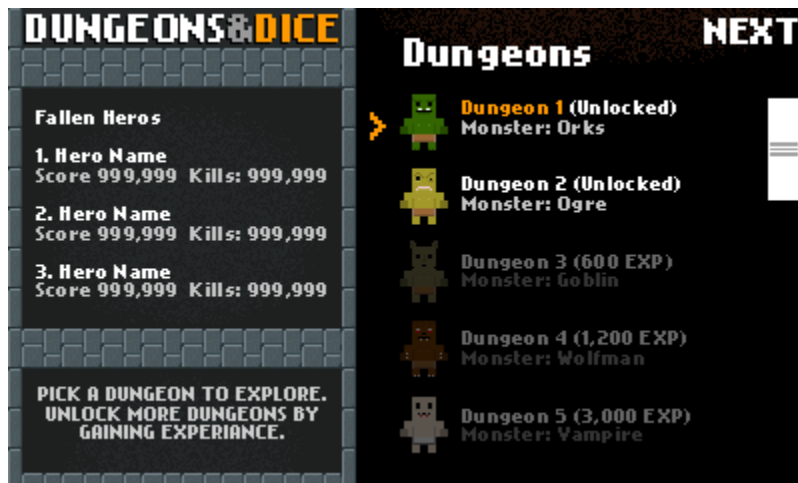 DUNGEONS&DICE
Fallen Heros
1. Hero Name
Score 999,999 Kills: 999,999
2. Hero Name
Score 999,999 Kills: 999,999
3. Hero Name
Score 999,999 Kills: 999,999
PICK A DUNGEON TO EXPLORE.
UNLOCK MORE DUNGEONS BY
GAINING EXPERIANCE.
NEXT
Dungeons
Dungeon 1 (Unlocked)
Monster: Orks
Dungeon 2 (Unlocked)
Monster: Ogre
Dungeon 3 (600 EXP)
Monster: Goblin
Dungeon 4 (1,200 EXP)
Monster: Wolfman
Dungeon 5 (3,000 EXP)
Monster: Vampire